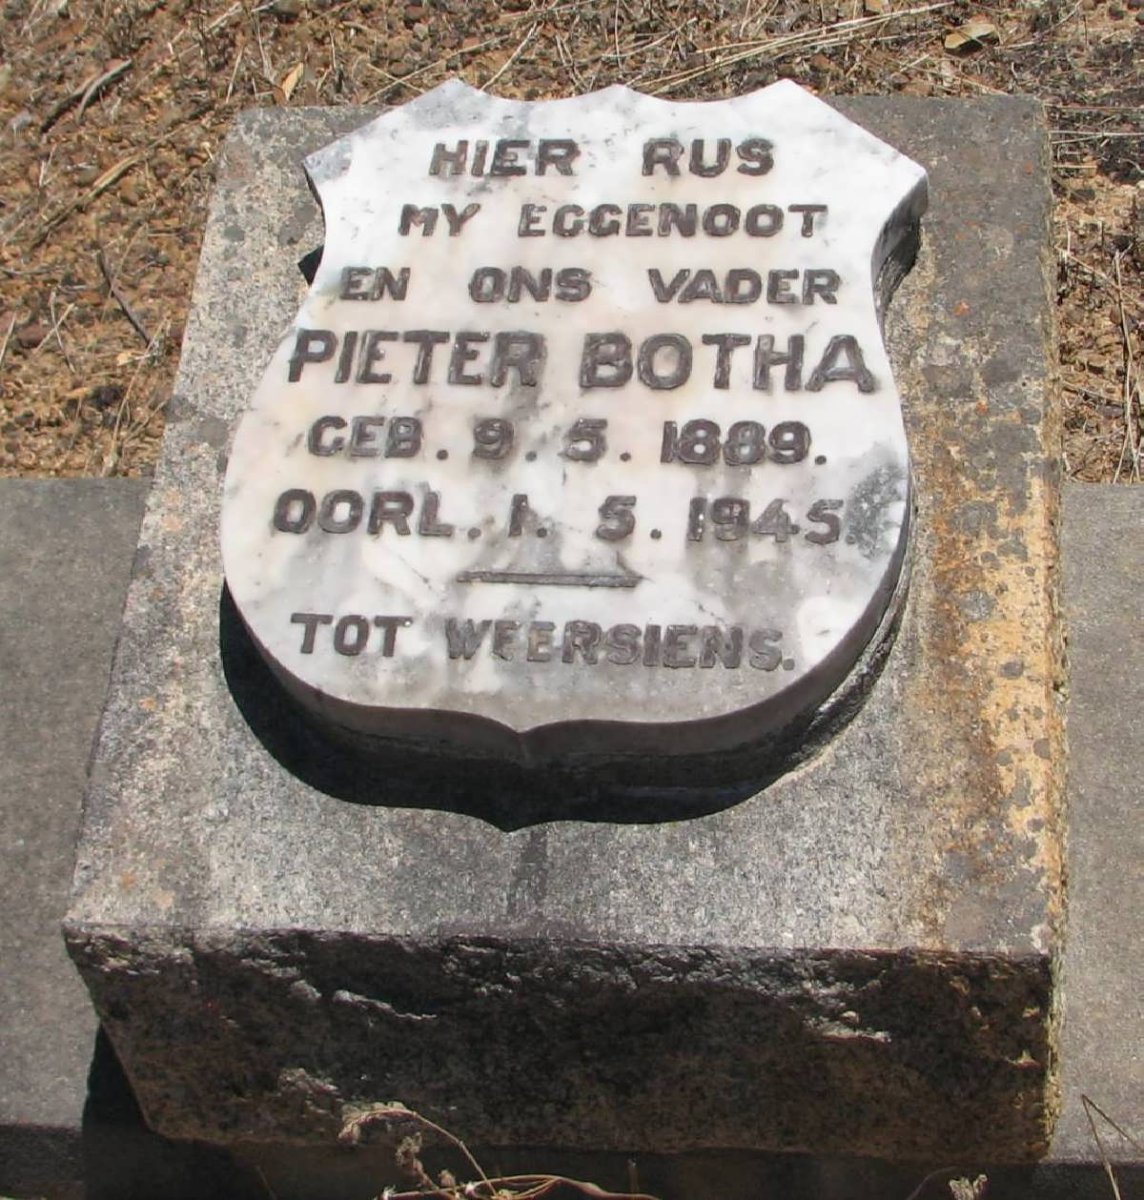 HIER RUS
MY EGGENOOT
EN ONS VADER
PIETER BOTHA
GEB. 9. 5. 1889.
OORL. 1. 5. 1945.
TOT WEERSIENS.